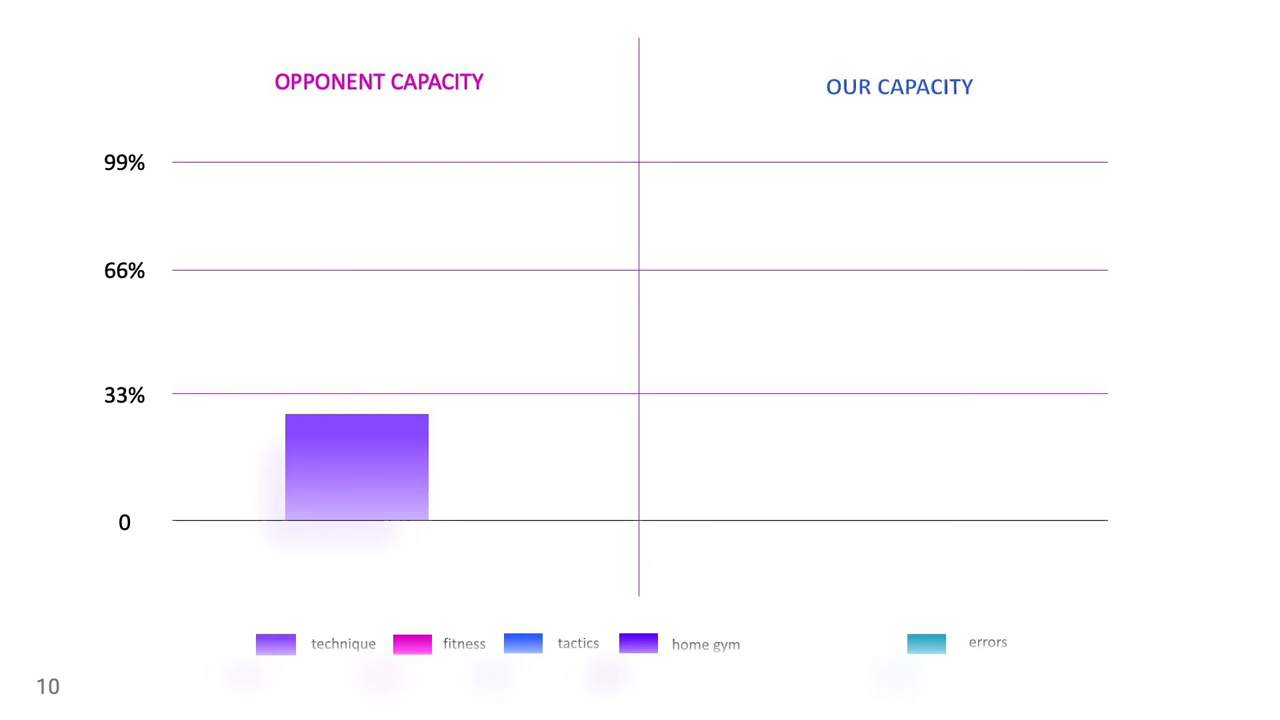 OPPONENT CAPACITY
OUR CAPACITY
99%
66%
33%
0
technique fitness tactics home gym errors
10